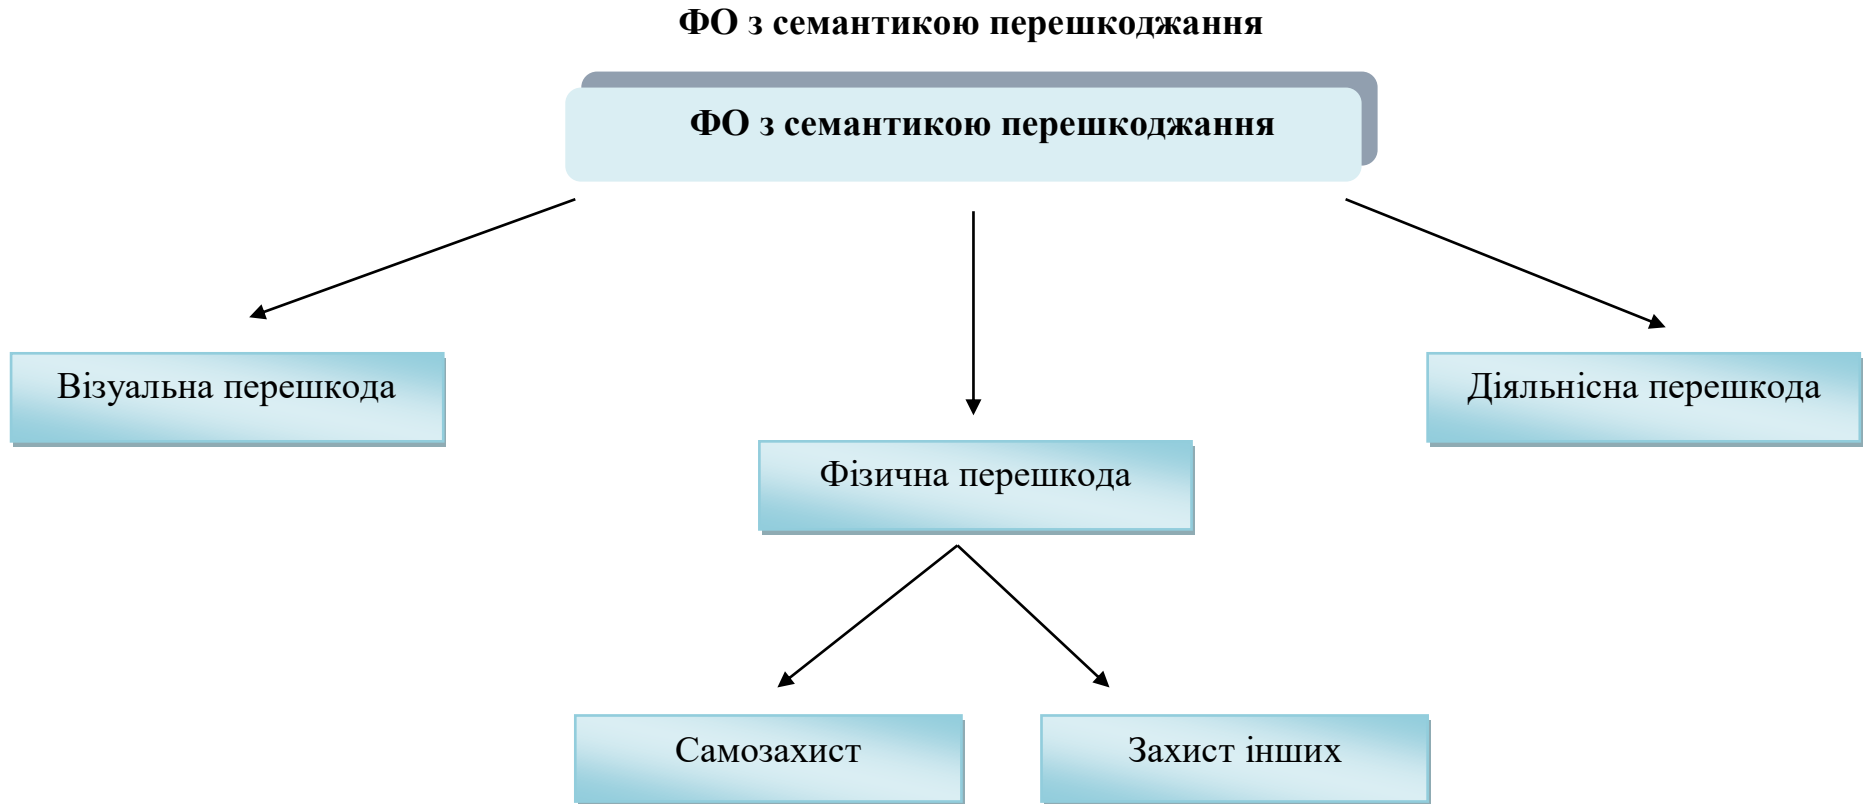 ФО з семантикою перешкоджання
ФО з семантикою перешкоджання
Візуальна перешкода
Діяльнісна перешкода
Фізична перешкода
Самозахист
Захист інших